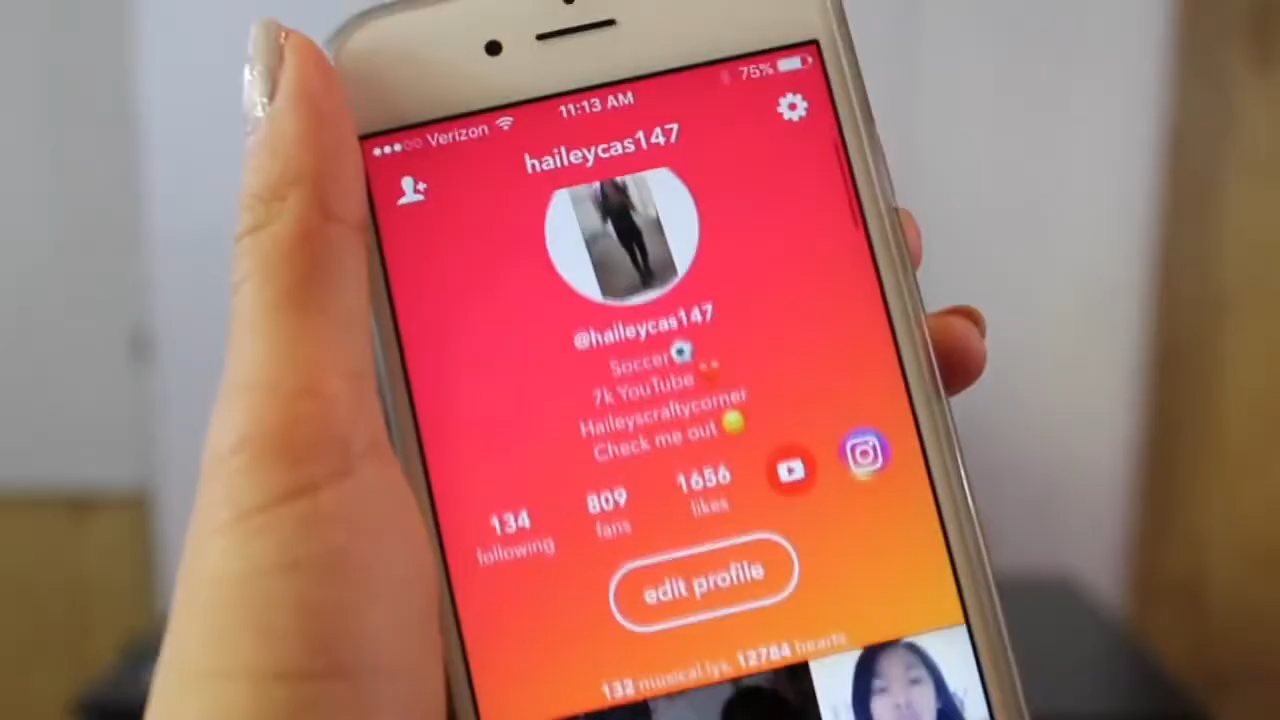 ●●●○○ Verizon 11:13 AM 75%
haileycas147
@haileycas147
Soccer⚽
7k YouTube
Haileyscraftycorner
Check me out
134 809 1656
following fans likes
edit profile
132 musical.lys, 12784 hearts